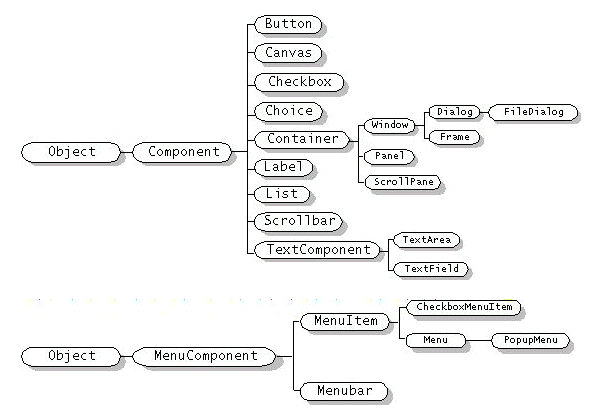 Button
Canvas
Checkbox
Choice
Container
Window
Dialog
FileDialog
Frame
Object
Component
Panel
Label
ScrollPane
List
Scrollbar
TextComponent
TextArea
TextField
MenuItem
CheckboxMenuItem
Menu
PopupMenu
Object
MenuComponent
Menubar